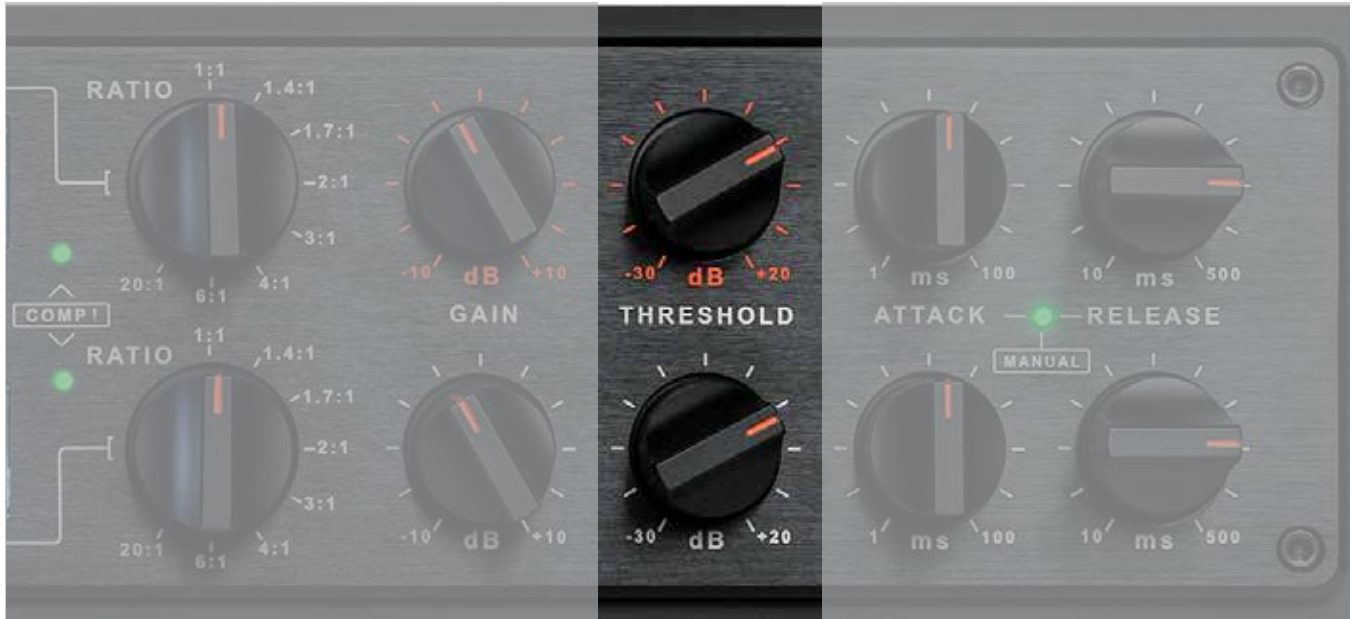 RATIO 1:1 1.4:1
1.7:1
2:1
3:1
20:1 6:1 4:1
-10 dB +10
-30 dB +20
1 ms 100
10 ms 500
COMP!
GAIN
THRESHOLD
ATTACK
RELEASE
MANUAL
RATIO 1:1 1.4:1
1.7:1
2:1
3:1
20:1 6:1 4:1
-10 dB +10
-30 dB +20
1 ms 100
10 ms 500